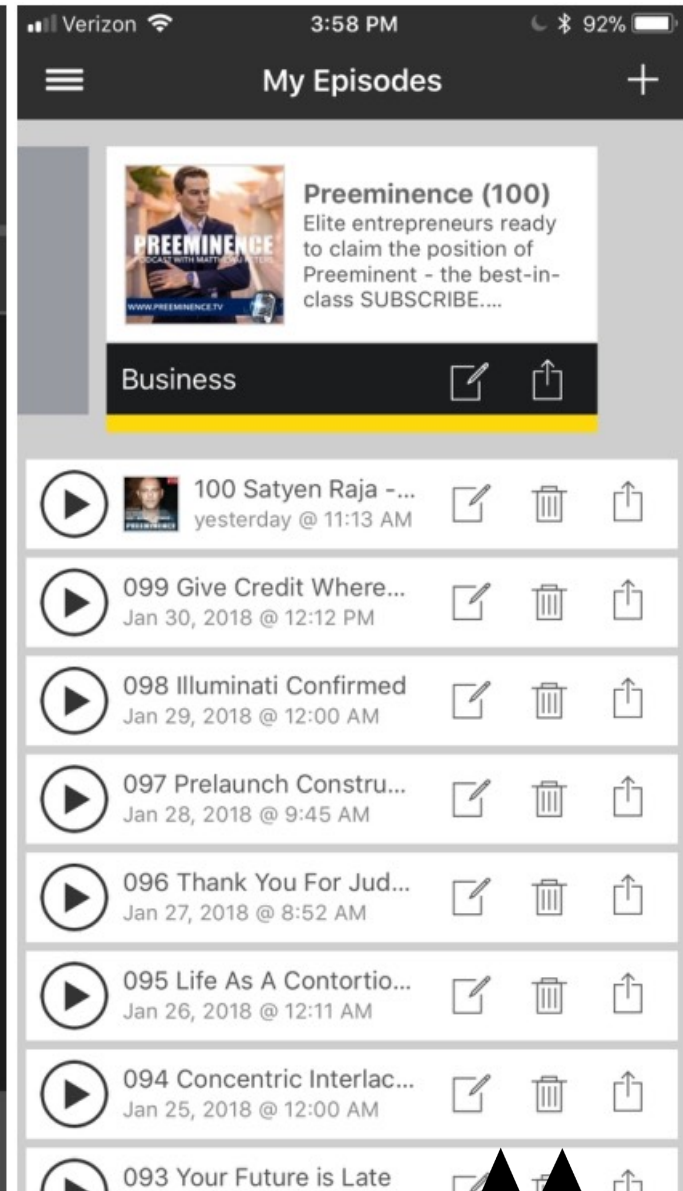 Verizon 3:58 PM 92%
My Episodes
PREEMINENCE
PODCAST WITH MATTHEW J PETERS
WWW.PREEMINENCE.TV
Preeminence (100)
Elite entrepreneurs ready
to claim the position of
Preeminent - the best-in-
class SUBSCRIBE....
Business
100 Satyen Raja -...
yesterday @ 11:13 AM
PREEMINENCE
099 Give Credit Where...
Jan 30, 2018 @ 12:12 PM
098 Illuminati Confirmed
Jan 29, 2018 @ 12:00 AM
097 Prelaunch Constru...
Jan 28, 2018 @ 9:45 AM
096 Thank You For Jud...
Jan 27, 2018 @ 8:52 AM
095 Life As A Contortio...
Jan 26, 2018 @ 12:11 AM
094 Concentric Interlac...
Jan 25, 2018 @ 12:00 AM
093 Your Future is Late